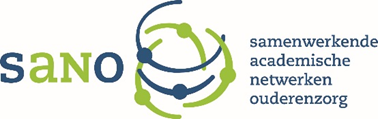 sano
samenwerkende
academische
netwerken
ouderenzorg